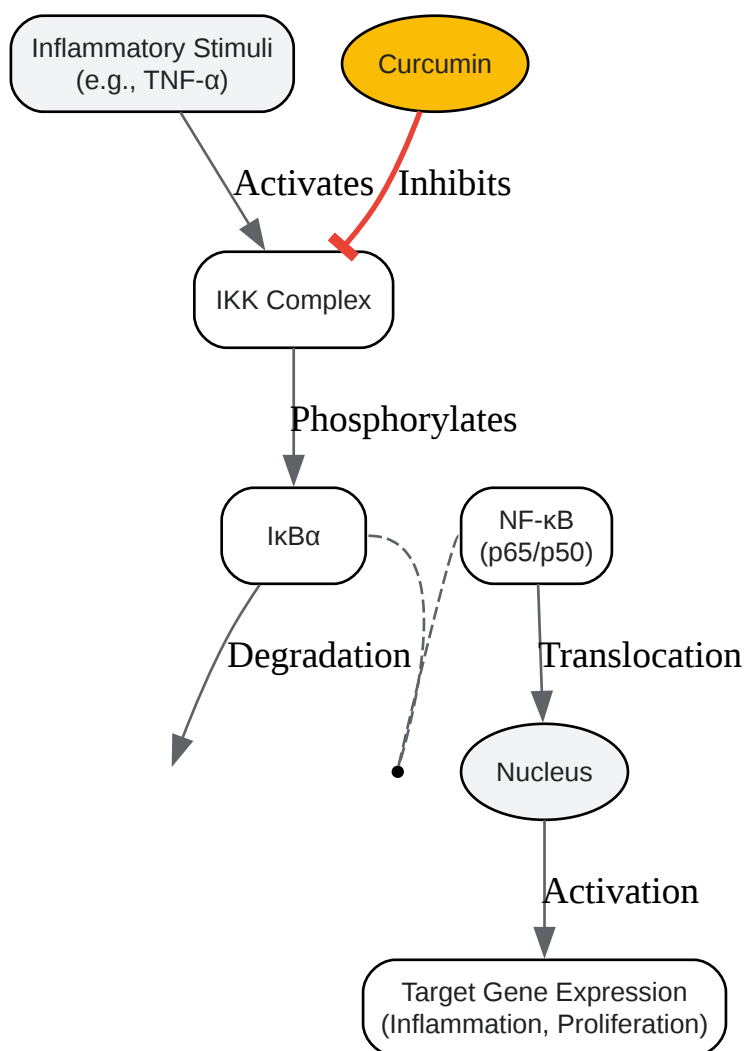 Inflammatory Stimuli
(e.g., TNF-α)
Curcumin
Activates
Inhibits
IKK Complex
Phosphorylates
IκBα
NF-κB
(p65/p50)
Degradation
Translocation
Nucleus
Activation
Target Gene Expression
(Inflammation, Proliferation)